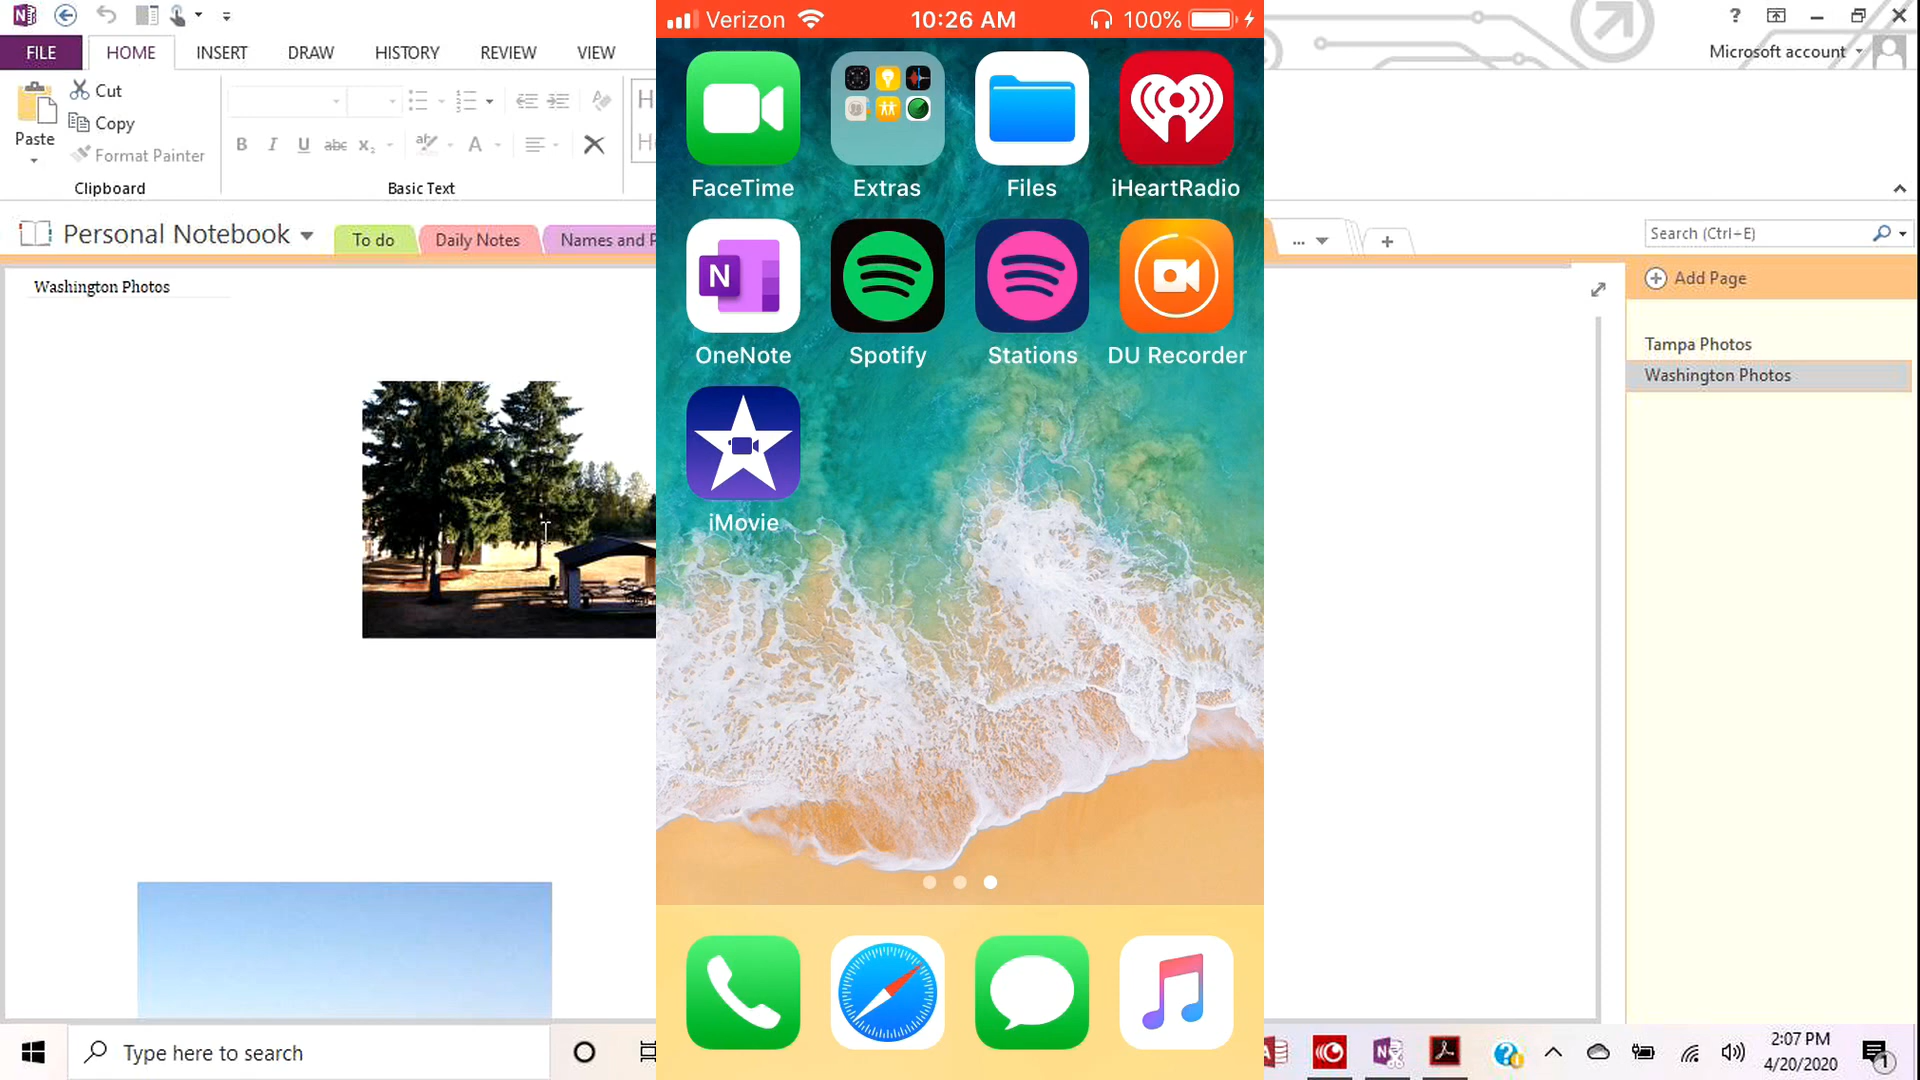 FILE HOME INSERT DRAW HISTORY REVIEW VIEW
Paste
Cut
Copy
Format Painter
Clipboard
B I U abc x₂ A
Basic Text
Personal Notebook
To do
Daily Notes
Names and P
Washington Photos
Verizon 10:26 AM 100%
FaceTime Extras Files iHeartRadio
N
OneNote Spotify Stations DU Recorder
iMovie
?
Microsoft account
...
+
Search (Ctrl+E)
Add Page
Tampa Photos
Washington Photos
Type here to search
2:07 PM
4/20/2020
1